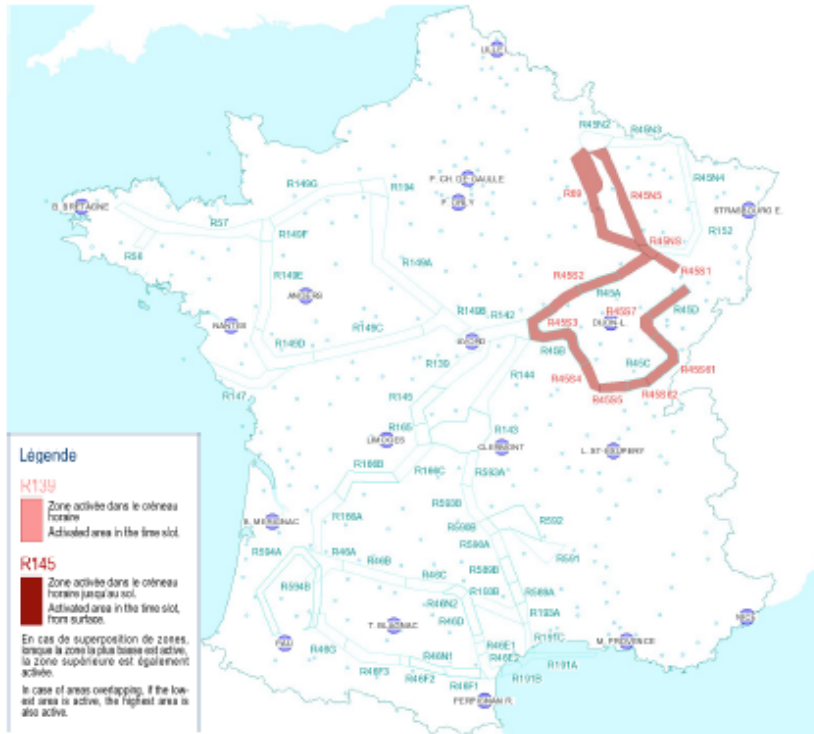 LILLE L.
R45N2
R45N3
R149G
R194
P. CH. DE GAULLE
R69
R45N5
R45N4
B. BRETAGNE
R57
P. ORLY
STRASBOURG E.
R149F
R56
R45NS
R152
R149A
R149E
R45S2
R45S1
ANGERS
R45A
NANTES
R149B
R142
R45S7
R45D
R149C
R45S3
DIJON-L.
R149D
AVORD
R45B
R139
R45C
R45S61
R144
R45S4
R147
R145
R45S5
R45S62
R165
R143
LIMOGES
CLERMONT
L. ST-EXUPERY
R166B
R166C
R593A
R593B
R166A
B. MERIGNAC
R592
R594A
R46A
R46B
R591
R46C
R594B
R46N2
R193B
R589A
R46D
R193A
T. BLAGNAC
NICE
PAU
R46G
R46E1
R191C
M. PROVENCE
R46N1
R46E2
R191A
R46F3
R46F2
R46F1
R191B
PERPIGNAN R.
Légende
R139
Zone activée dans le créneau
horaire
Activated area in the time slot.
R145
Zone activée dans le créneau
horaire jusqu'au sol.
Activated area in the time slot,
from surface.
En cas de superposition de zones,
lorsque la zone la plus basse est active,
la zone supérieure est également
activée.
In case of areas overlapping, if the low-
est area is active, the highest area is
also active.